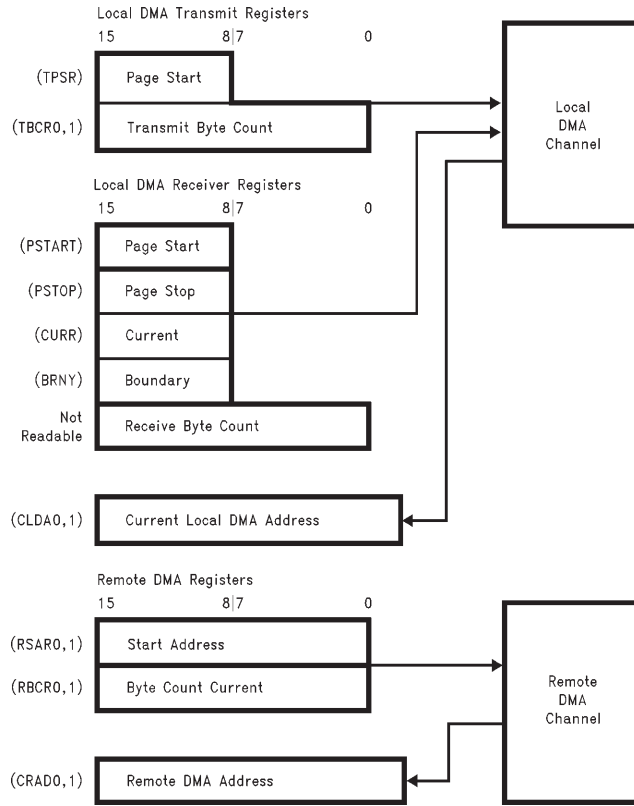 Local DMA Transmit Registers
15 8|7 0
(TPSR) Page Start
(TBCR0,1) Transmit Byte Count
Local
DMA
Channel
Local DMA Receiver Registers
15 8|7 0
(PSTART) Page Start
(PSTOP) Page Stop
(CURR) Current
(BRNY) Boundary
Not
Readable
Receive Byte Count
(CLDA0,1) Current Local DMA Address
Remote DMA Registers
15 8|7 0
(RSAR0,1) Start Address
(RBCR0,1) Byte Count Current
Remote
DMA
Channel
(CRAD0,1) Remote DMA Address